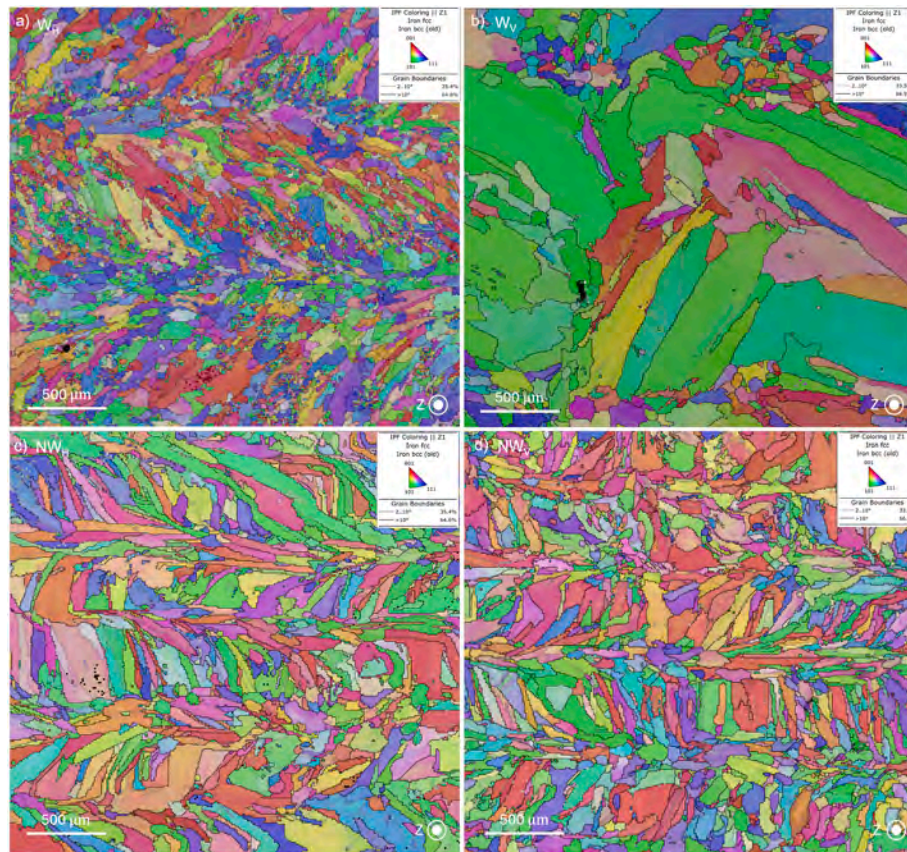 a) W_H
IPF Coloring || Z1
Iron fcc
Iron bcc (old)
001
101 111
Grain Boundaries
2..10° 35.4%
>10° 64.6%
500 µm
Z
b) W_V
IPF Coloring || Z1
Iron fcc
Iron bcc (old)
001
101 111
Grain Boundaries
2..10°
>10°
500 µm
Z
c) NW_H
IPF Coloring || Z1
Iron fcc
Iron bcc (old)
001
101 111
Grain Boundaries
2..10° 35.4%
>10° 64.6%
500 µm
Z
d) NW_V
IPF Coloring || Z1
Iron fcc
Iron bcc (old)
001
101 111
Grain Boundaries
2..10°
>10°
500 µm
Z